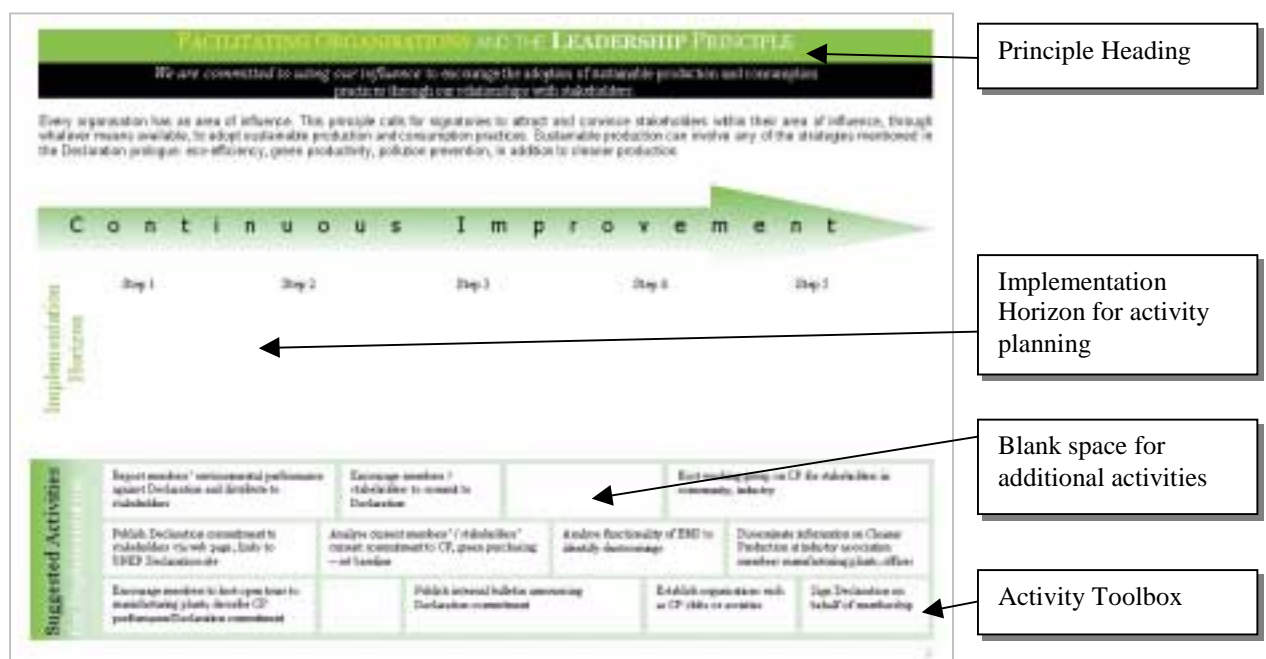 FACILITATING ORGANISATIONS AND THE LEADERSHIP PRINCIPLE
We are committed to using our influence to encourage the adoption of sustainable production and consumption
practices through our relationships with stakeholders.
Every organisation has an area of influence. This principle calls for signatories to attract and convince stakeholders within their area of influence, through
whatever means available, to adopt sustainable production and consumption practices. Sustainable production can involve any of the strategies mentioned in
the Declaration prologue: eco-efficiency, green productivity, pollution prevention, in addition to cleaner production.
Continuous Improvement
Step 1 Step 2 Step 3 Step 4 Step 5
Implementation
Horizon
Suggested Activities
Report members' environmental performance
against Declaration and distribute to
stakeholders
Encourage members /
stakeholders to commit to
Declaration
Host working group on CP for stakeholders in
community, industry
Publish Declaration commitment to
stakeholders via web page, links to
UNEP Declaration site
Analyse current members' / stakeholders'
current commitment to CP, green purchasing
– set baseline
Analyse functionality of EMS to
identify shortcomings
Disseminate information on Cleaner
Production at industry association
members manufacturing plants, offices
Encourage members to host open tours to
manufacturing plants, describe CP
performance/Declaration commitment
Publish internal bulletin announcing
Declaration commitment
Establish organisations such
as CP clubs or societies
Sign Declaration on
behalf of membership
Principle Heading
Implementation
Horizon for activity
planning
Blank space for
additional activities
Activity Toolbox